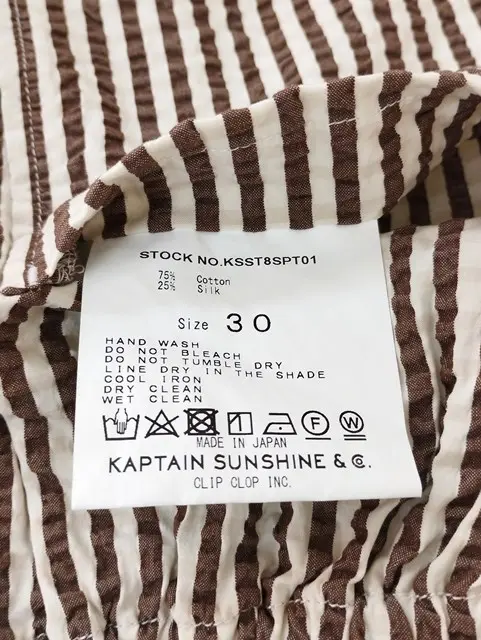 STOCK NO.KSST8SPT01
75% Cotton
25% Silk
Size 30
HAND WASH
DO NOT BLEACH
DO NOT TUMBLE DRY
LINE DRY IN THE SHADE
COOL IRON
DRY CLEAN
WET CLEAN
F W
MADE IN JAPAN
KAPTAIN SUNSHINE & Co.
CLIP CLOP INC.